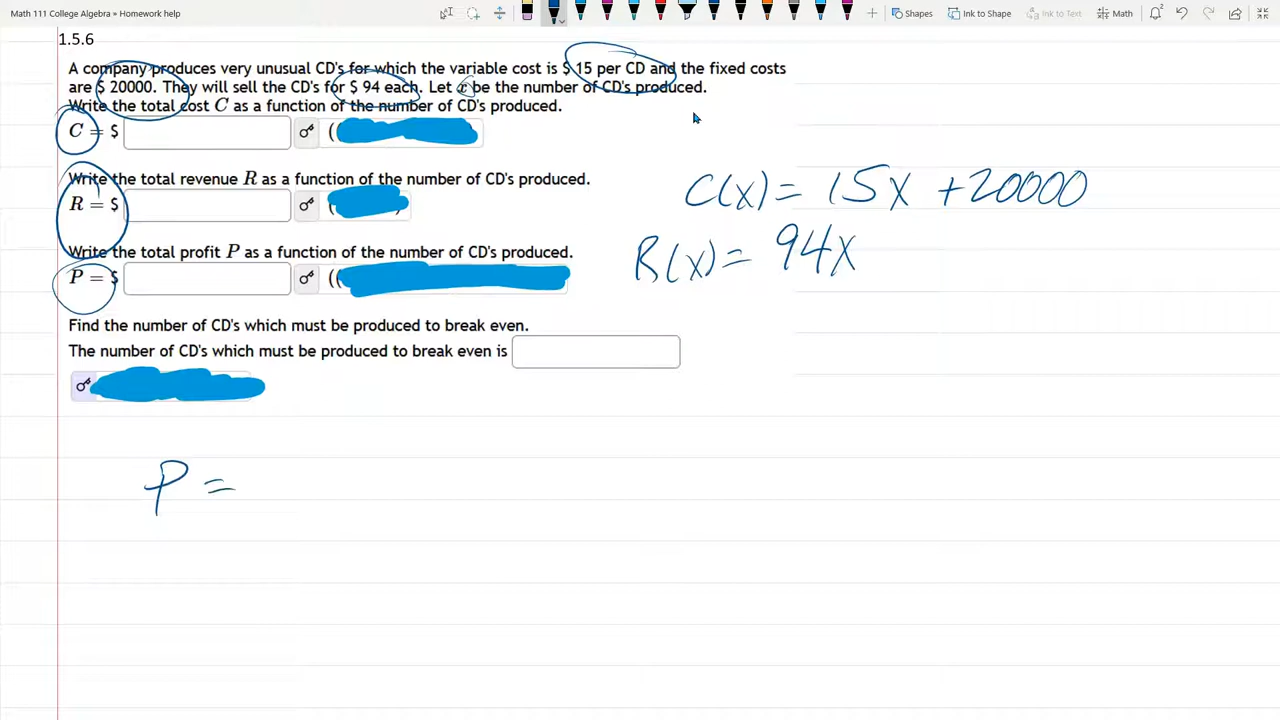 Math 111 College Algebra » Homework help
Shapes Ink to Shape Ink to Text Math
1.5.6
A company produces very unusual CD's for which the variable cost is $ 15 per CD and the fixed costs
are $ 20000. They will sell the CD's for $ 94 each. Let x be the number of CD's produced.
Write the total cost C as a function of the number of CD's produced.
C = $
Write the total revenue R as a function of the number of CD's produced.
R = $
Write the total profit P as a function of the number of CD's produced.
P = $
Find the number of CD's which must be produced to break even.
The number of CD's which must be produced to break even is
C(x) = 15x + 20000
R(x) = 94x
P =